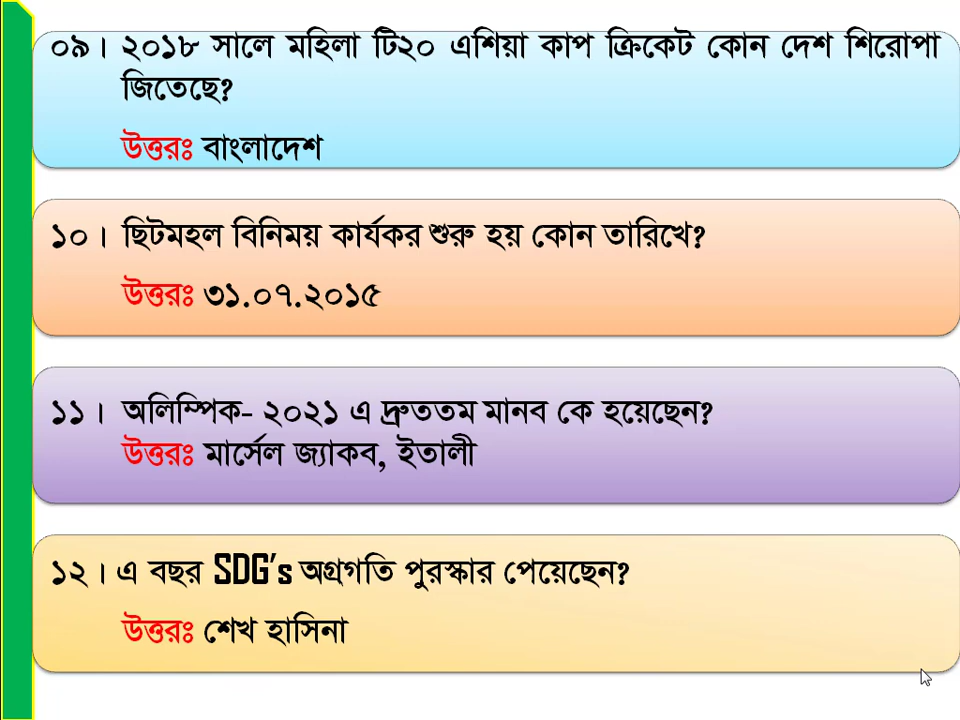 ০৯। ২০১৮ সালে মহিলা টি২০ এশিয়া কাপ ক্রিকেট কোন দেশ শিরোপা
জিতেছে?
উত্তরঃ বাংলাদেশ
১০। ছিটমহল বিনিময় কার্যকর শুরু হয় কোন তারিখে?
উত্তরঃ ৩১.০৭.২০১৫
১১। অলিম্পিক- ২০২১ এ দ্রুততম মানব কে হয়েছেন?
উত্তরঃ মার্সেল জ্যাকব, ইতালী
১২। এ বছর SDG's অগ্রগতি পুরস্কার পেয়েছেন?
উত্তরঃ শেখ হাসিনা